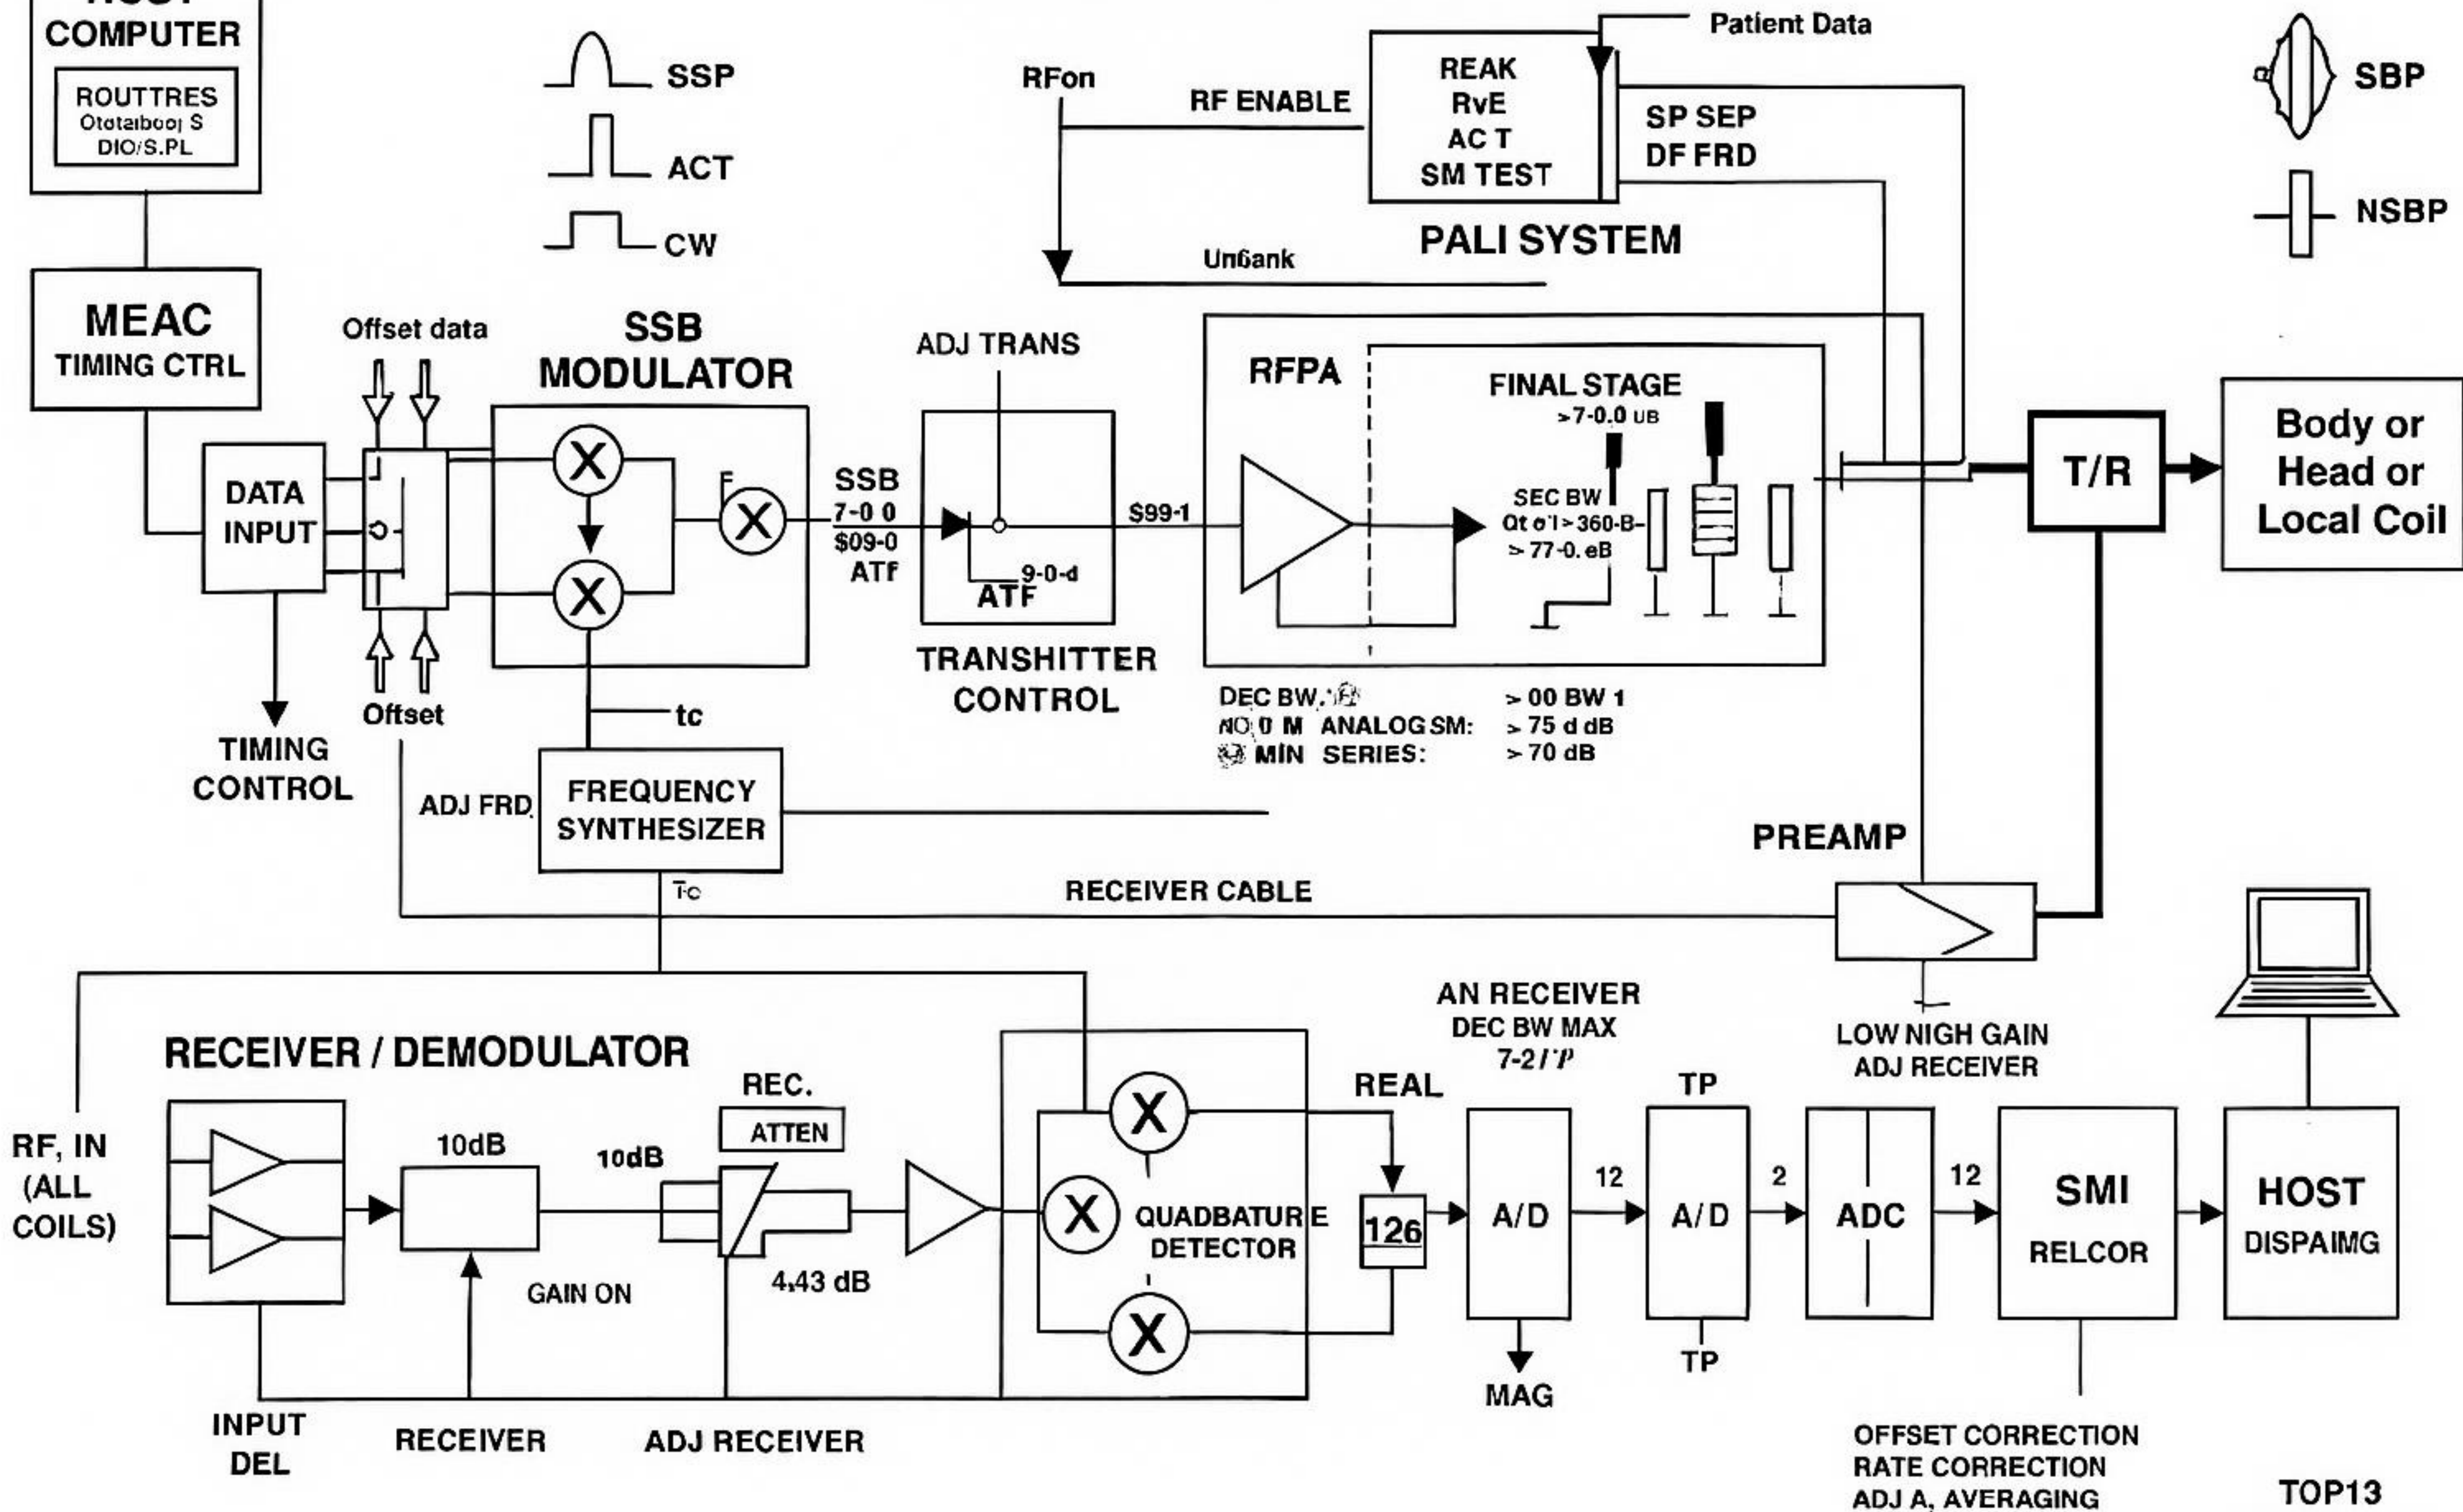 COMPUTER
ROUTTRES
DIO/S.PL
MEAC
TIMING CTRL
SSP
ACT
CW
Offset data
SSB
MODULATOR
DATA
INPUT
TIMING
CONTROL
Offset
X
X
F
X
tc
ADJ FRD
FREQUENCY
SYNTHESIZER
SSB
7-0 0
$09-0
ATf
ADJ TRANS
9-0-d
ATF
TRANSHITTER
CONTROL
$99-1
RFon
RF ENABLE
Patient Data
REAK
RvE
AC T
SM TEST
SP SEP
DF FRD
PALI SYSTEM
Un6ank
SBP
NSBP
RFPA
FINAL STAGE
>7-0.0 UB
SEC BW
> 77-0. eB
DEC BW.
> 00 BW 1
ANALOG SM:
> 75 d dB
MIN SERIES:
> 70 dB
T/R
Body or
Head or
Local Coil
PREAMP
RECEIVER CABLE
LOW NIGH GAIN
ADJ RECEIVER
RECEIVER / DEMODULATOR
RF, IN
(ALL
COILS)
10dB
10dB
REC.
ATTEN
GAIN ON
4.43 dB
X
X
X
QUADBATURE
DETECTOR
INPUT
DEL
RECEIVER
ADJ RECEIVER
AN RECEIVER
DEC BW MAX
REAL
126
A/D
MAG
12
TP
A/D
TP
2
ADC
12
SMI
RELCOR
HOST
DISPAIMG
OFFSET CORRECTION
RATE CORRECTION
ADJ A, AVERAGING
TOP13